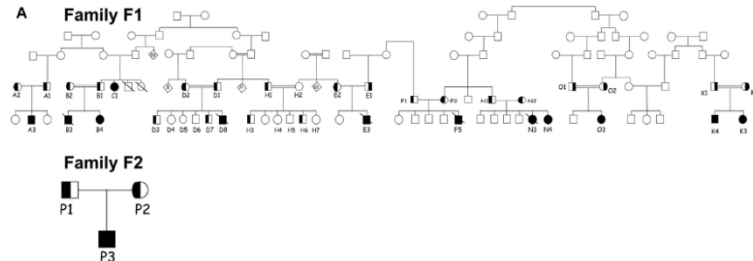 A Family F1
A2 A1 B2 B1 C1 D2 D1 H1 H2 E2 E1 P1 P2 N1 N2 O1 O2 K1
A3 B3 B4 D3 D4 D5 D6 D7 D8 H3 H4 H5 H6 H7 E3 F5 N3 N4 O3 K4 K3
Family F2
P1 P2
P3